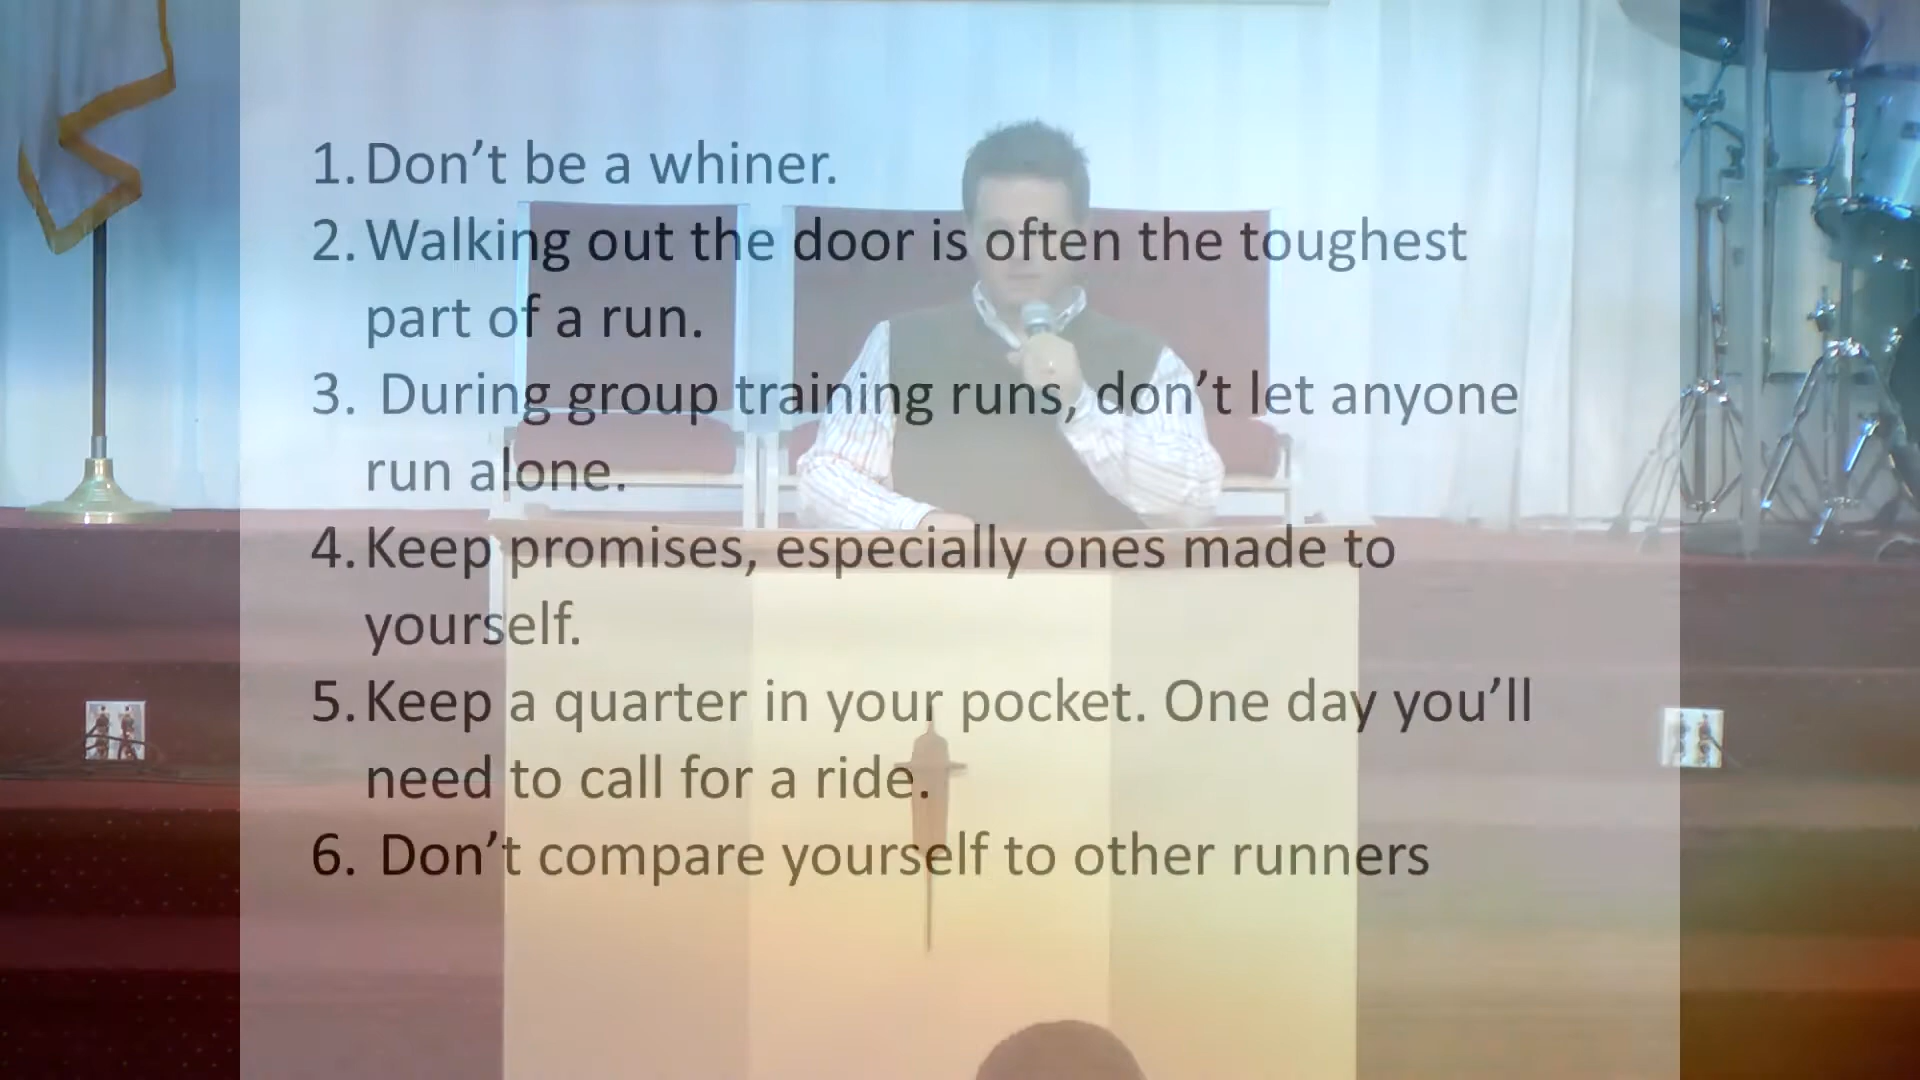 1. Don't be a whiner.
2. Walking out the door is often the toughest
part of a run.
3. During group training runs, don't let anyone
run alone.
4. Keep promises, especially ones made to
yourself.
5. Keep a quarter in your pocket. One day you'll
need to call for a ride.
6. Don't compare yourself to other runners